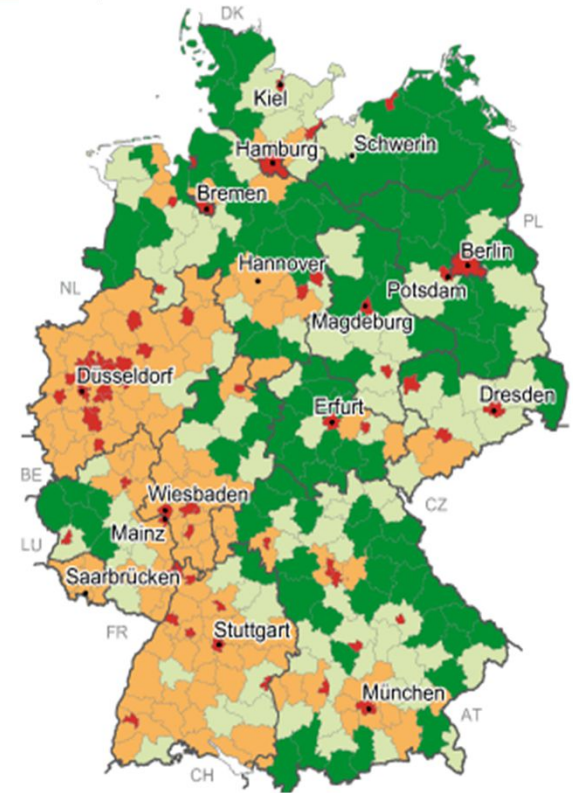 DK
Kiel
Schwerin
Hamburg
Bremen
PL
Berlin
Hannover
NL
Potsdam
Magdeburg
Düsseldorf
Dresden
Erfurt
BE
Wiesbaden
CZ
Mainz
LU
Saarbrücken
FR
Stuttgart
München
AT
CH